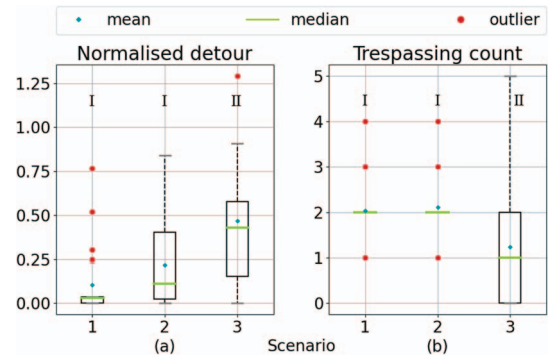 mean median outlier
Normalised detour Trespassing count
I I II I I II
1.25
1.00
0.75
0.50
0.25
0.00
5
4
3
2
1
0
1 2 3 1 2 3
(a) Scenario (b)